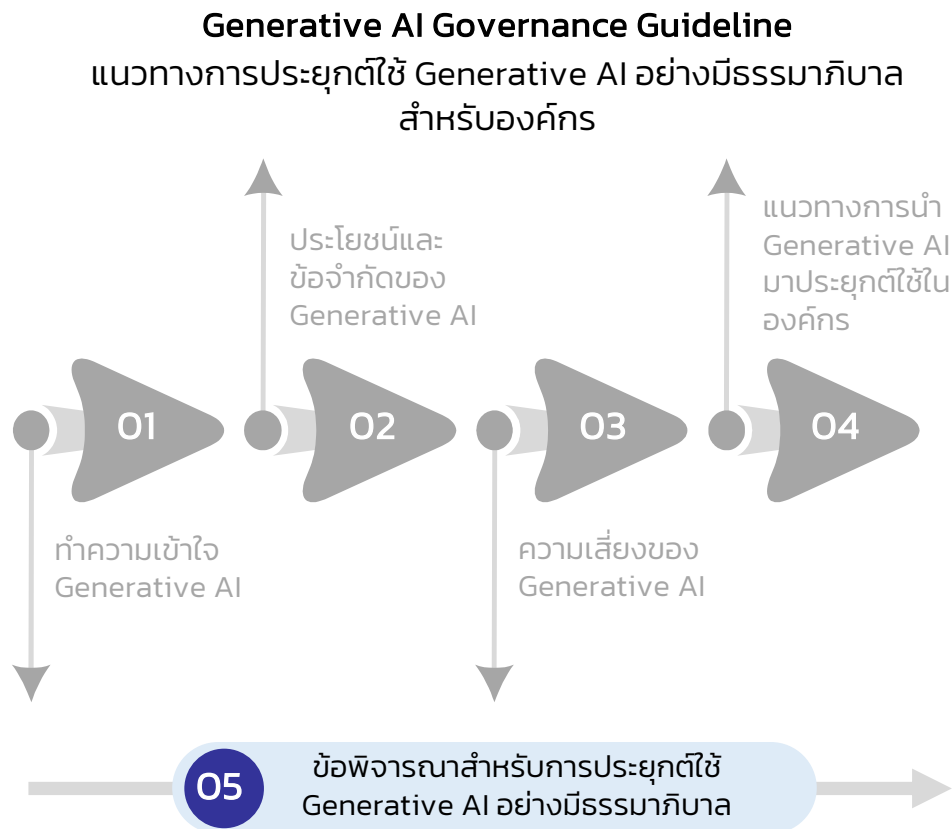 Generative AI Governance Guideline
แนวทางการประยุกต์ใช้ Generative AI อย่างมีธรรมาภิบาล
สำหรับองค์กร
ประโยชน์และ
ข้อจำกัดของ
Generative AI
แนวทางการนำ
Generative AI
มาประยุกต์ใช้ใน
องค์กร
01
02
03
04
ทำความเข้าใจ
Generative AI
ความเสี่ยงของ
Generative AI
05
ข้อพิจารณาสำหรับการประยุกต์ใช้
Generative AI อย่างมีธรรมาภิบาล